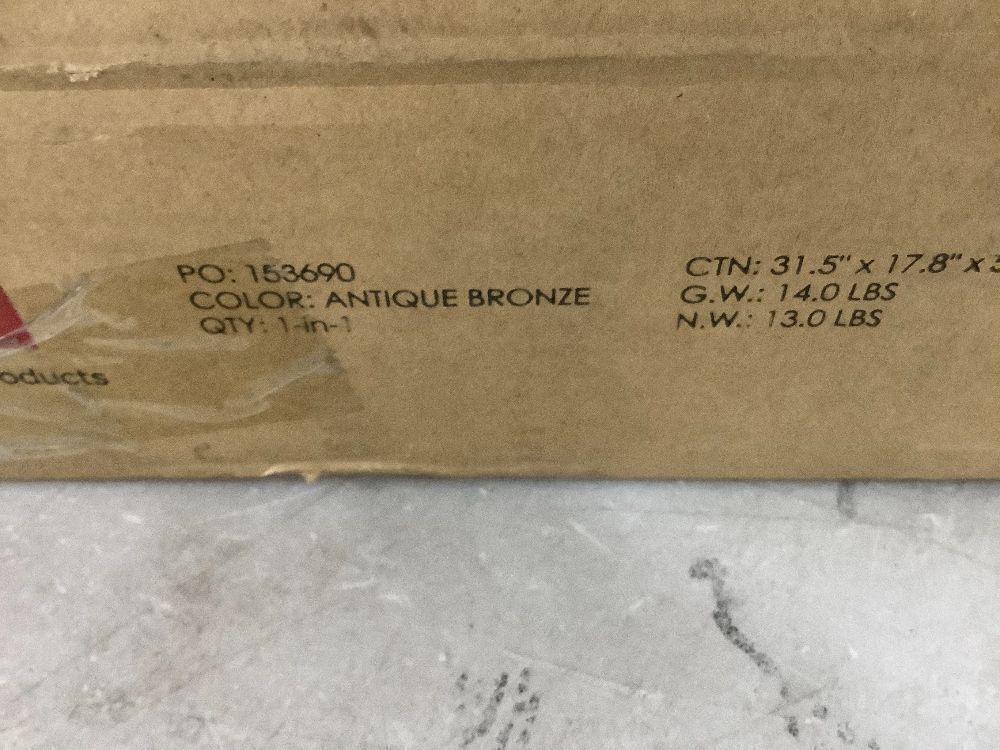 PO: 153690
COLOR: ANTIQUE BRONZE
QTY: 1-in-1
oducts
CTN: 31.5" x 17.8" x
G.W.: 14.0 LBS
N.W.: 13.0 LBS